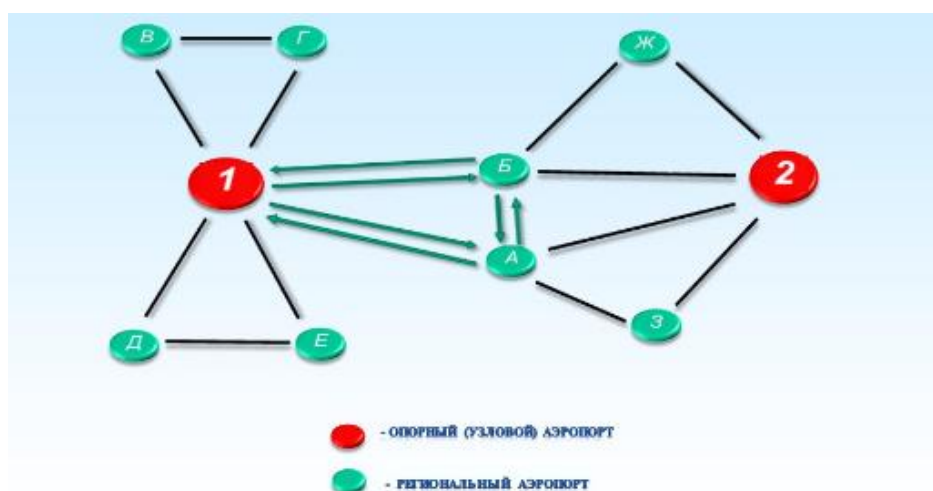 В Г
Ж
1 Б 2
А
З
Д Е
- ОПОРНЫЙ (УЗЛОВОЙ) АЭРОПОРТ
- РЕГИОНАЛЬНЫЙ АЭРОПОРТ